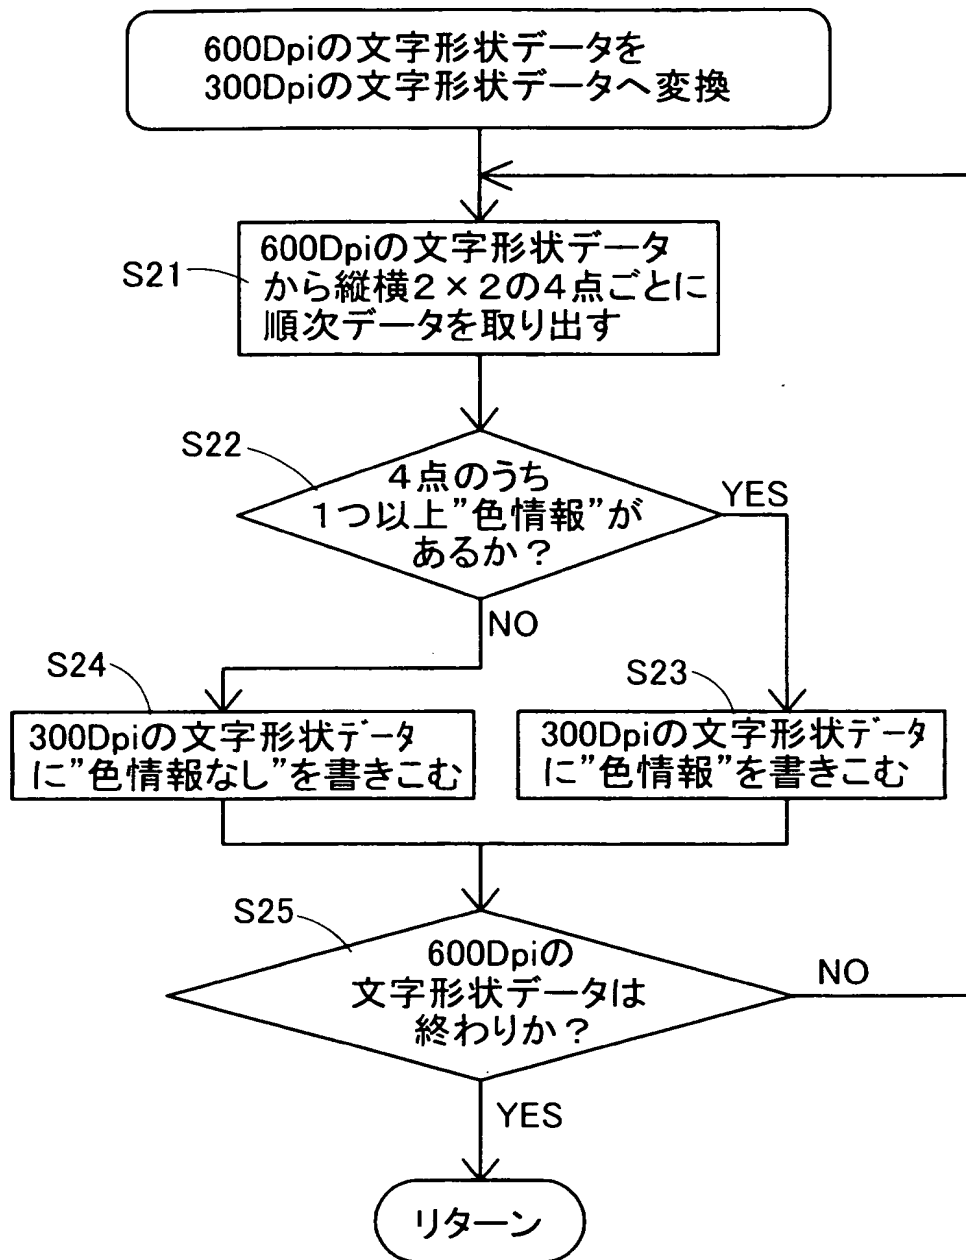 600Dpiの文字形状データを
300Dpiの文字形状データへ変換
S21
600Dpiの文字形状データ
から縦横2×2の4点ごとに
順次データを取り出す
S22
4点のうち
1つ以上”色情報”が
あるか?
YES
NO
S24
300Dpiの文字形状データ
に”色情報なし”を書きこむ
S23
300Dpiの文字形状データ
に”色情報”を書きこむ
S25
600Dpiの
文字形状データは
終わりか?
NO
YES
リターン